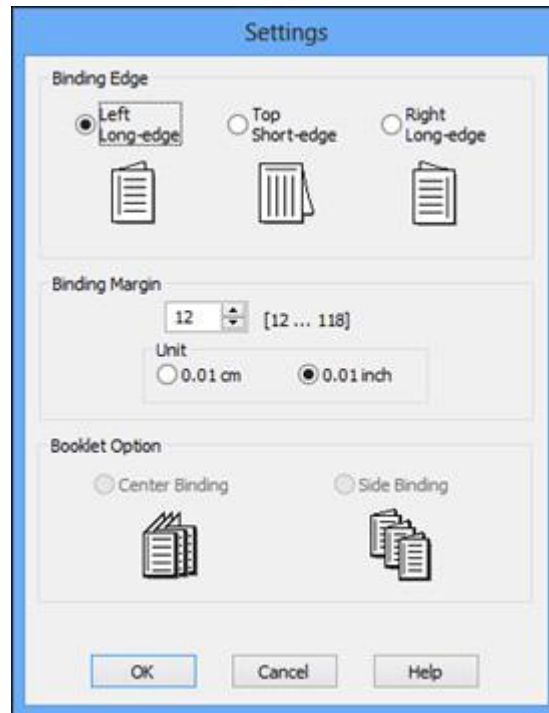 Settings
Binding Edge
Left
Long-edge
Top
Short-edge
Right
Long-edge
Binding Margin
12 [12 ... 118]
Unit
0.01 cm 0.01 inch
Booklet Option
Center Binding Side Binding
OK Cancel Help